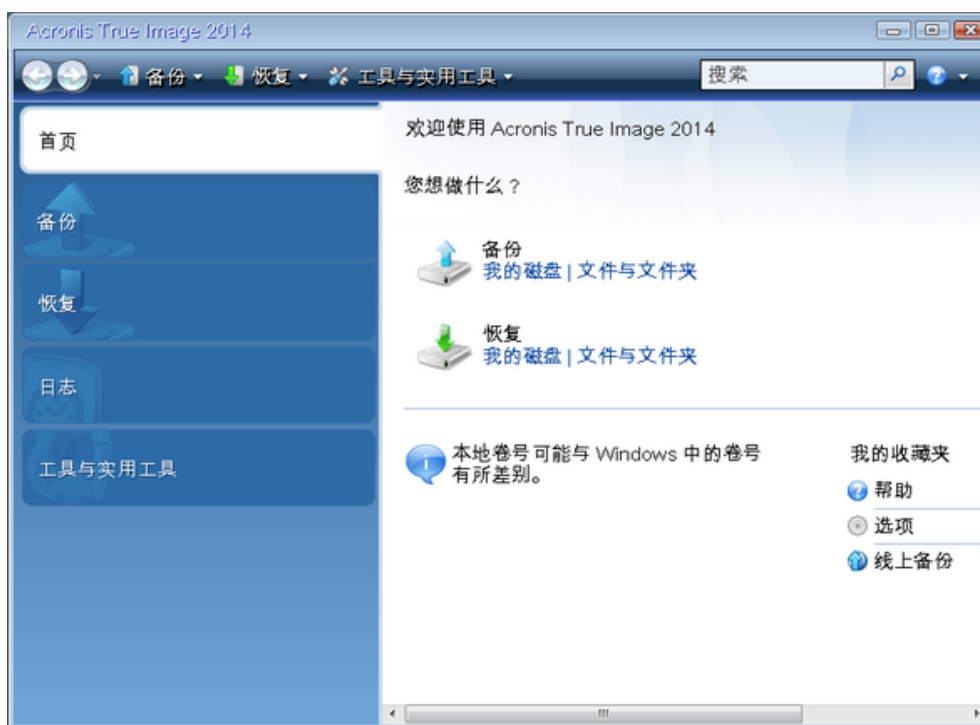 Acronis True Image 2014
备份 恢复 工具与实用工具 搜索
首页
备份
恢复
日志
工具与实用工具
欢迎使用 Acronis True Image 2014
您想做什么？
备份
我的磁盘 | 文件与文件夹
恢复
我的磁盘 | 文件与文件夹
本地卷号可能与 Windows 中的卷号
有所差别。
我的收藏夹
帮助
选项
线上备份